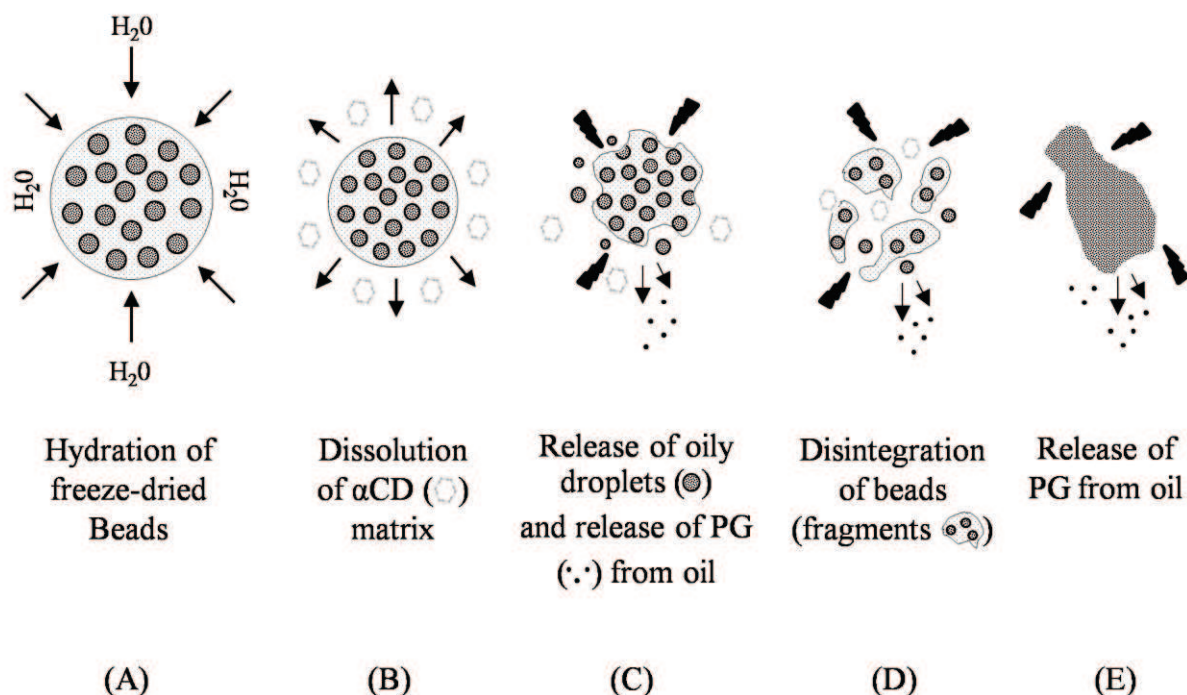 H₂0
H₂0
H₂0
H₂0
Hydration of
freeze-dried
Beads
Dissolution
of αCD ( )
matrix
Release of oily
droplets ( )
and release of PG
( ) from oil
Disintegration
of beads
(fragments )
Release of
PG from oil
(A)
(B)
(C)
(D)
(E)